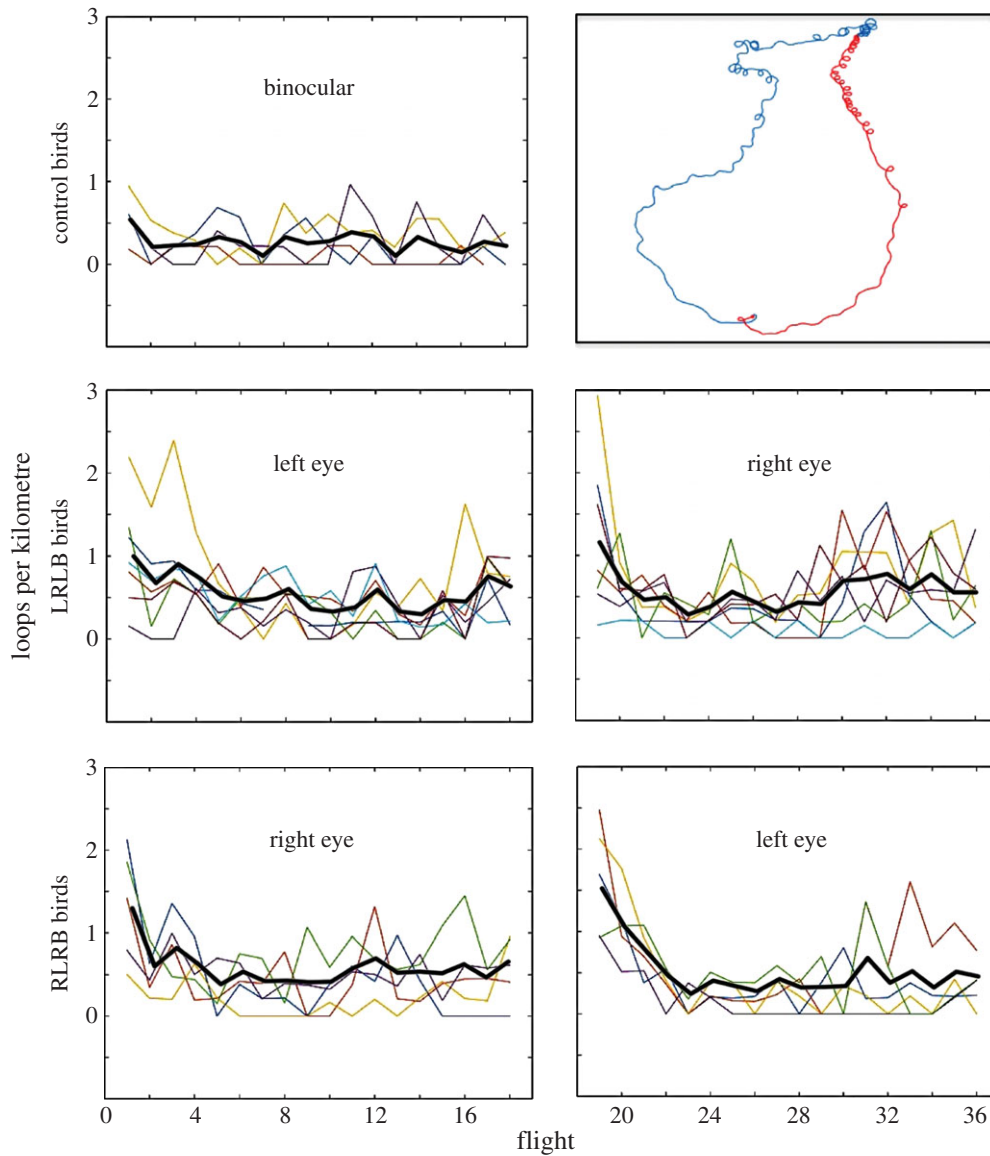 loops per kilometre
control birds
3
2
1
0
binocular
LRLB birds
3
2
1
0
left eye
right eye
RLRB birds
3
2
1
0
right eye
left eye
0 4 8 12 16
20 24 28 32 36
flight